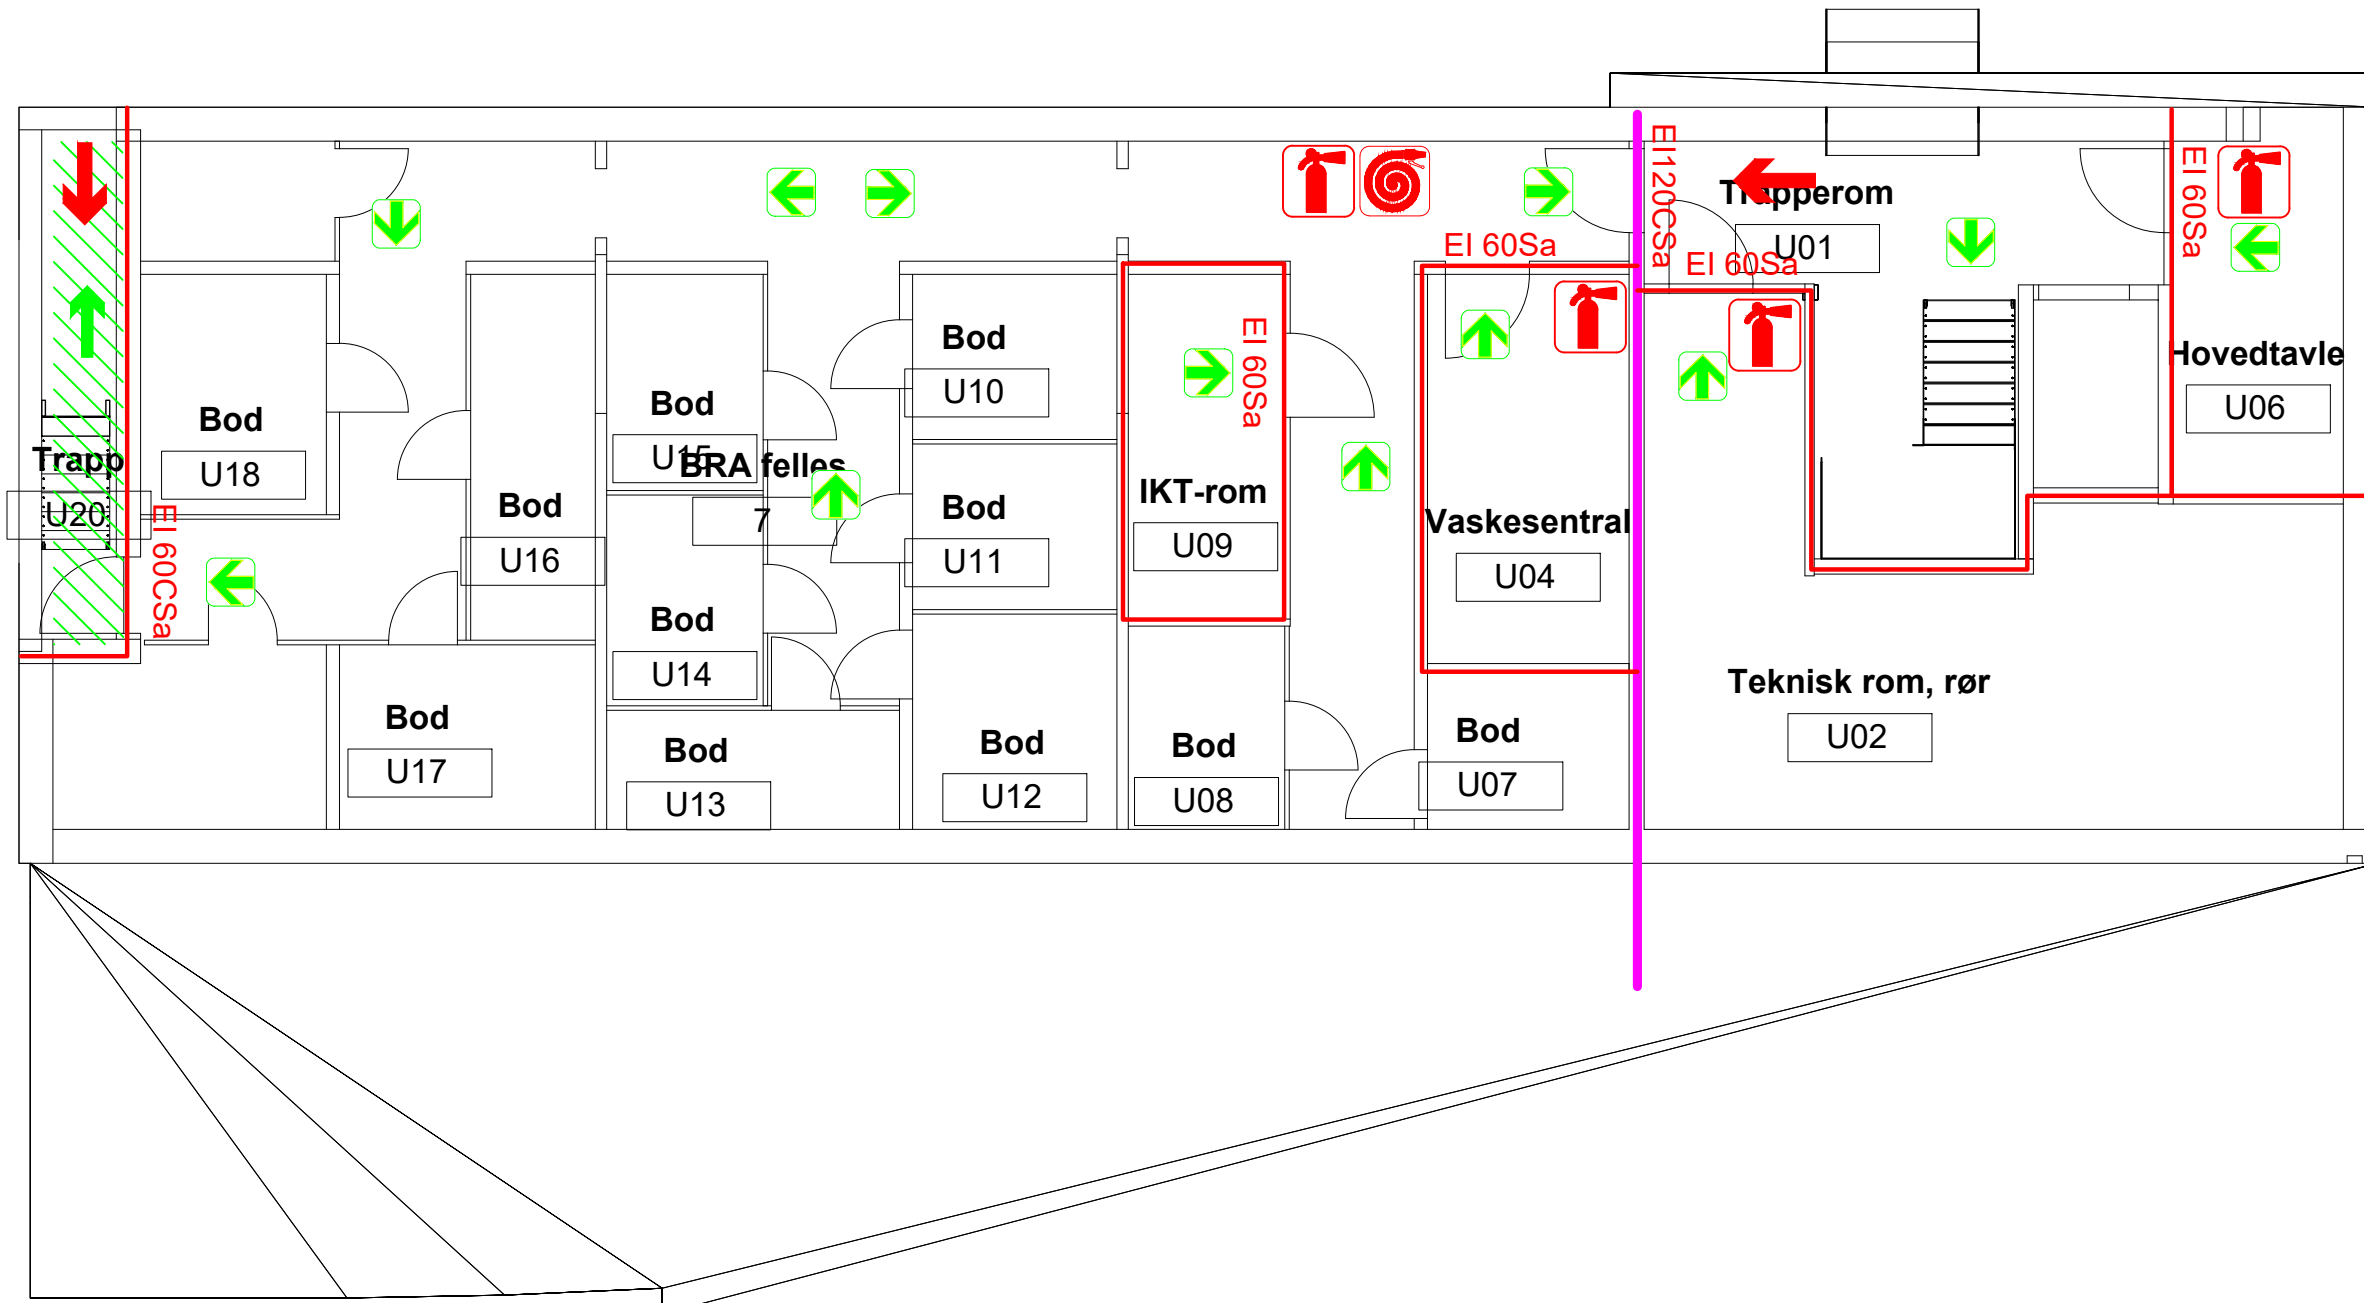 EI120CSa
EI 60Sa
Trapperom
U01
EI 60Sa
EI 60Sa
Bod
U10
EI 60Sa
Hovedtavle
U06
Bod
U18
Bod
U15
BRA felles
7
Trapp
U20
EI 60CSa
Bod
U16
Bod
U11
IKT-rom
U09
Vaskesentral
U04
Bod
U14
Teknisk rom, rør
U02
Bod
U17
Bod
U13
Bod
U12
Bod
U08
Bod
U07